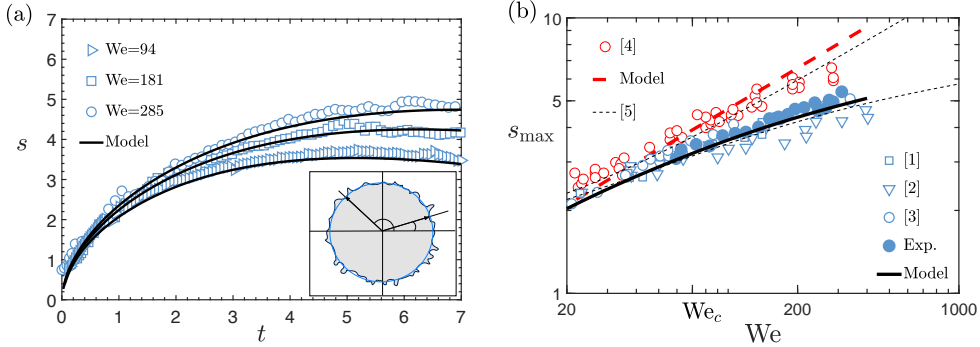 (a)
7
6
5
4
3
2
1
0
s
We=94
We=181
We=285
Model
0 1 2 3 4 5 6 7
t
(b)
10
5
1
s_max
[4]
Model
[5]
[1]
[2]
[3]
Exp.
Model
20 We_c 200 1000
We